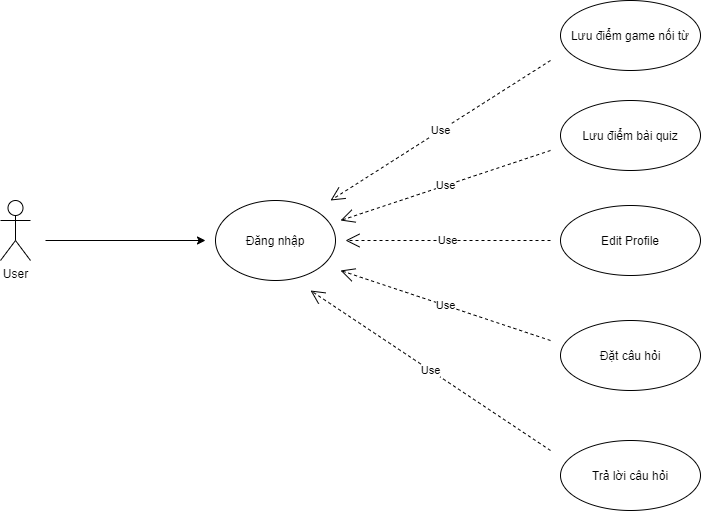 Lưu điểm game nối từ
Use
Lưu điểm bài quiz
Use
User
Đăng nhập
Use
Edit Profile
Use
Đặt câu hỏi
Use
Trả lời câu hỏi